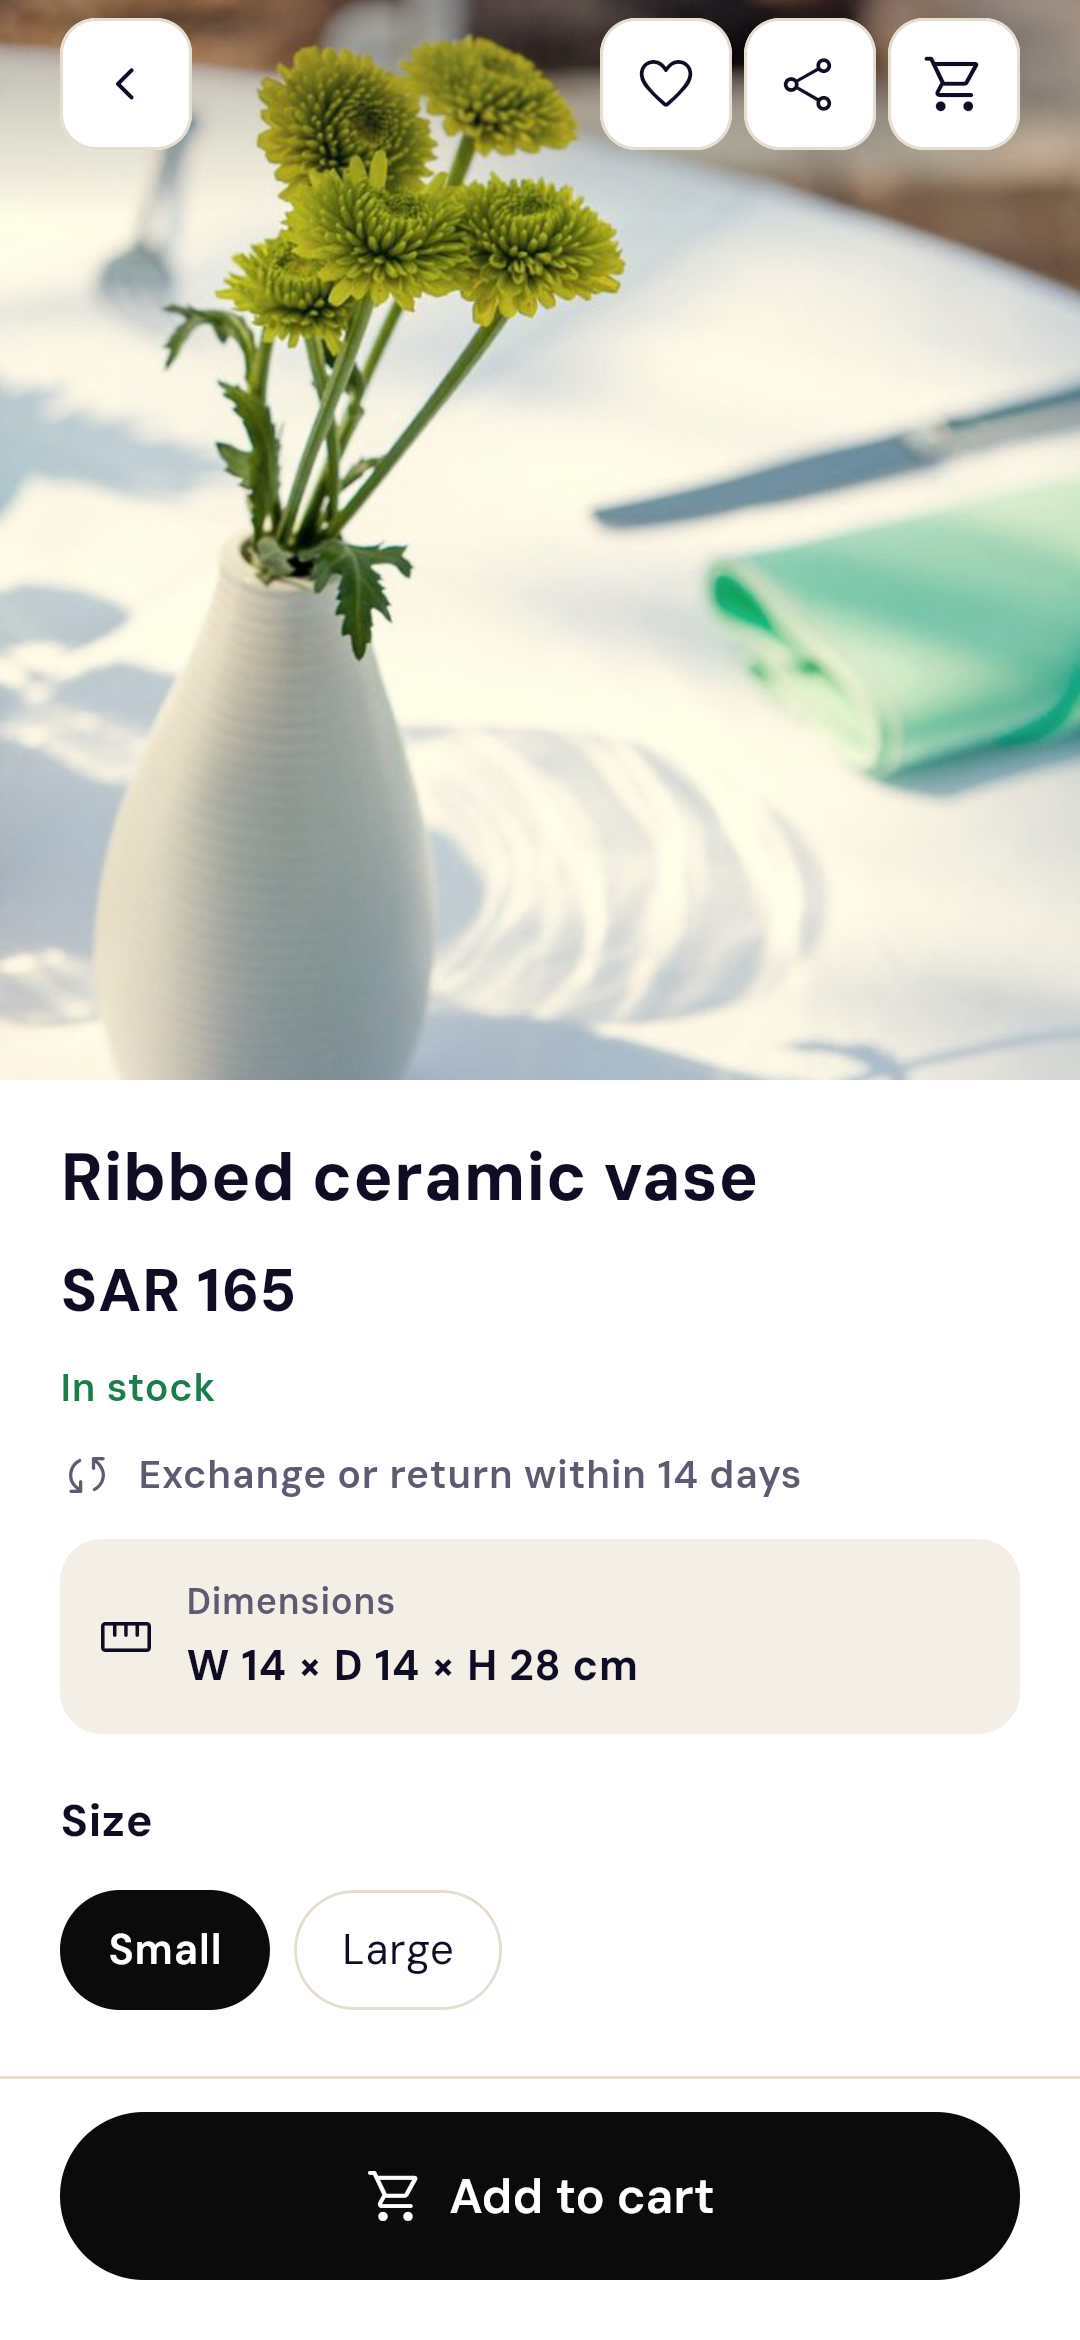 Ribbed ceramic vase
SAR 165
In stock
Exchange or return within 14 days
Dimensions
W 14 × D 14 × H 28 cm
Size
Small
Large
Add to cart